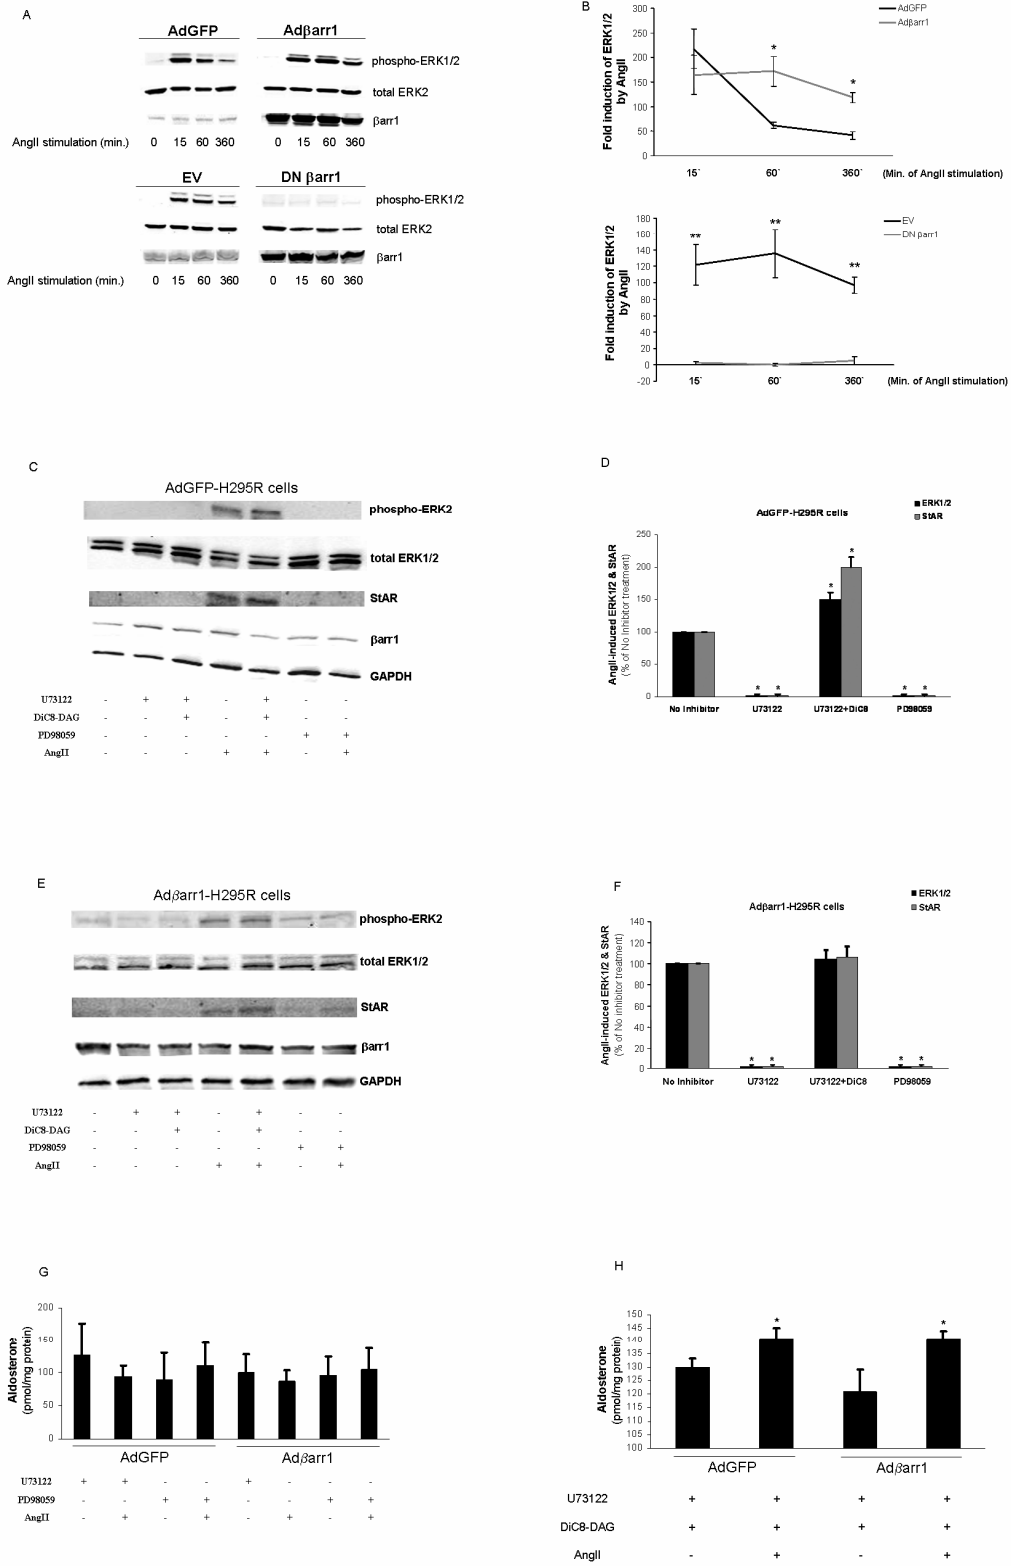 A
AdGFP Adβarr1
phospho-ERK1/2
total ERK2
βarr1
AngII stimulation (min.) 0 15 60 360 0 15 60 360
EV DN βarr1
phospho-ERK1/2
total ERK2
βarr1
AngII stimulation (min.) 0 15 60 360 0 15 60 360
B
AdGFP
Adβarr1
Fold induction of ERK1/2
by AngII
300
250
200
150
100
50
0
* *
15` 60` 360` (Min. of AngII stimulation)
EV
DN βarr1
Fold induction of ERK1/2
by AngII
180
160
140
120
100
80
60
40
20
0
-20
** ** **
15` 60` 360` (Min. of AngII stimulation)
C
AdGFP-H295R cells
phospho-ERK2
total ERK1/2
StAR
βarr1
GAPDH
U73122 - + + - + - -
DiC8-DAG - - + - + - -
PD98059 - - - - - + +
AngII - - - + + - +
D
ERK1/2
StAR
AdGFP-H295R cells
AngII-induced ERK1/2 & StAR
(% of No Inhibitor treatment)
250
200
150
100
50
0
* * * * * *
No Inhibitor U73122 U73122+DiC8 PD98059
E
Adβarr1-H295R cells
phospho-ERK2
total ERK1/2
StAR
βarr1
GAPDH
U73122 - + + - + - -
DiC8-DAG - - + - + - -
PD98059 - - - - - + +
AngII - - - + + - +
F
ERK1/2
StAR
Adβarr1-H295R cells
AngII-induced ERK1/2 & StAR
(% of No inhibitor treatment)
140
120
100
80
60
40
20
0
* * * *
No Inhibitor U73122 U73122+DiC8 PD98059
G
Aldosterone
(pmol/mg protein)
200
150
100
50
0
AdGFP Adβarr1
U73122 + + - - + - - -
PD98059 - - + + - - + +
AngII - + - + - + - +
H
Aldosterone
(pmol/mg protein)
150
145
140
135
130
125
120
115
110
105
100
* *
AdGFP Adβarr1
U73122 + + + +
DiC8-DAG + + + +
AngII - + - +